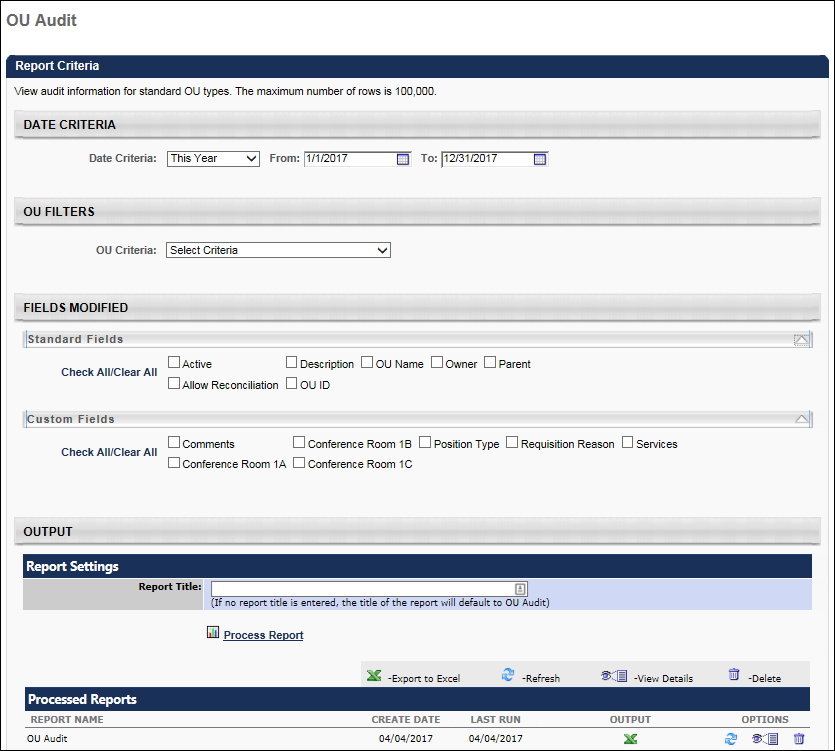 OU Audit
Report Criteria
View audit information for standard OU types. The maximum number of rows is 100,000.
DATE CRITERIA
Date Criteria: This Year From: 1/1/2017 To: 12/31/2017
OU FILTERS
OU Criteria: Select Criteria
FIELDS MODIFIED
Standard Fields
Check All/Clear All
Active Description OU Name Owner Parent
Allow Reconciliation OU ID
Custom Fields
Check All/Clear All
Comments Conference Room 1B Position Type Requisition Reason Services
Conference Room 1A Conference Room 1C
OUTPUT
Report Settings
Report Title:
(If no report title is entered, the title of the report will default to OU Audit)
Process Report
-Export to Excel -Refresh -View Details -Delete
Processed Reports
REPORT NAME CREATE DATE LAST RUN OUTPUT OPTIONS
OU Audit 04/04/2017 04/04/2017